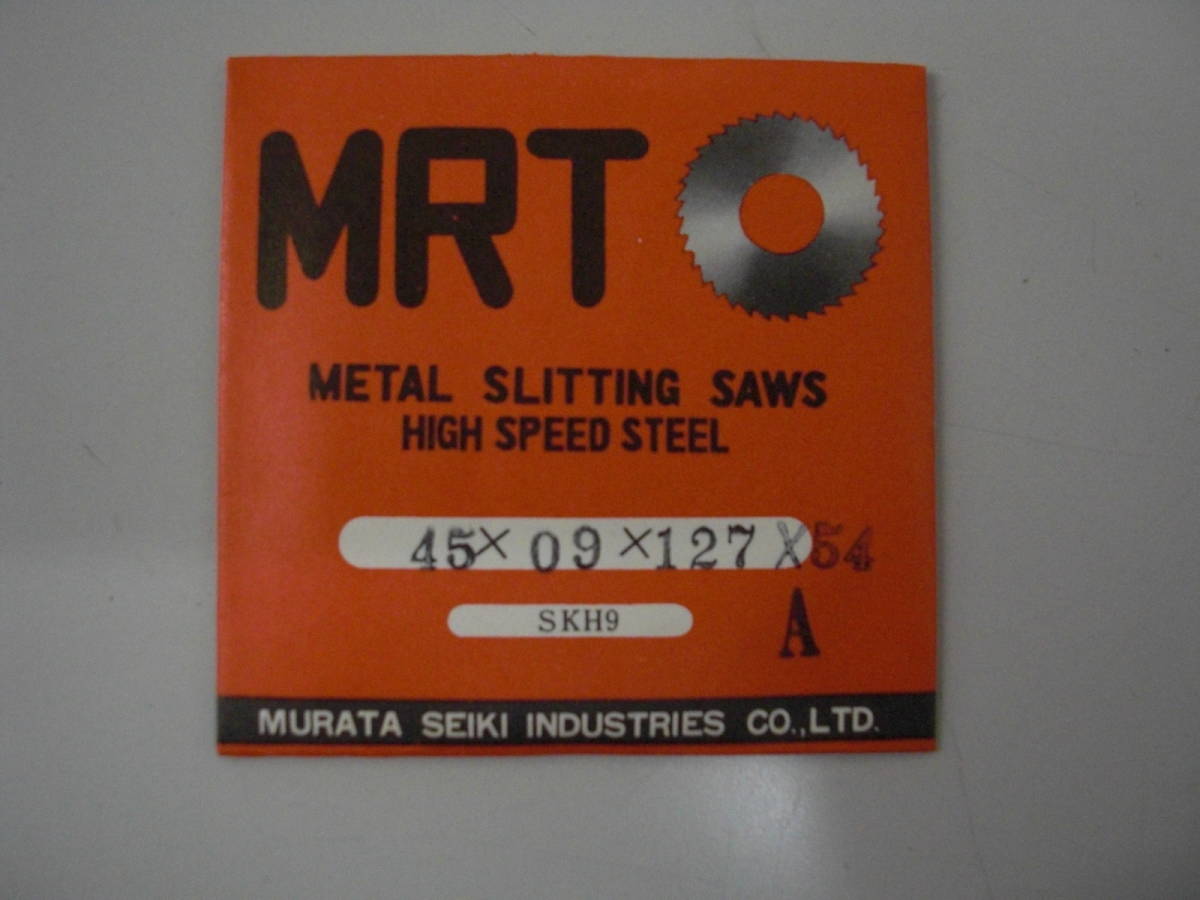 MRT
METAL SLITTING SAWS
HIGH SPEED STEEL
45×09×127×54
SKH9
A
MURATA SEIKI INDUSTRIES CO.,LTD.